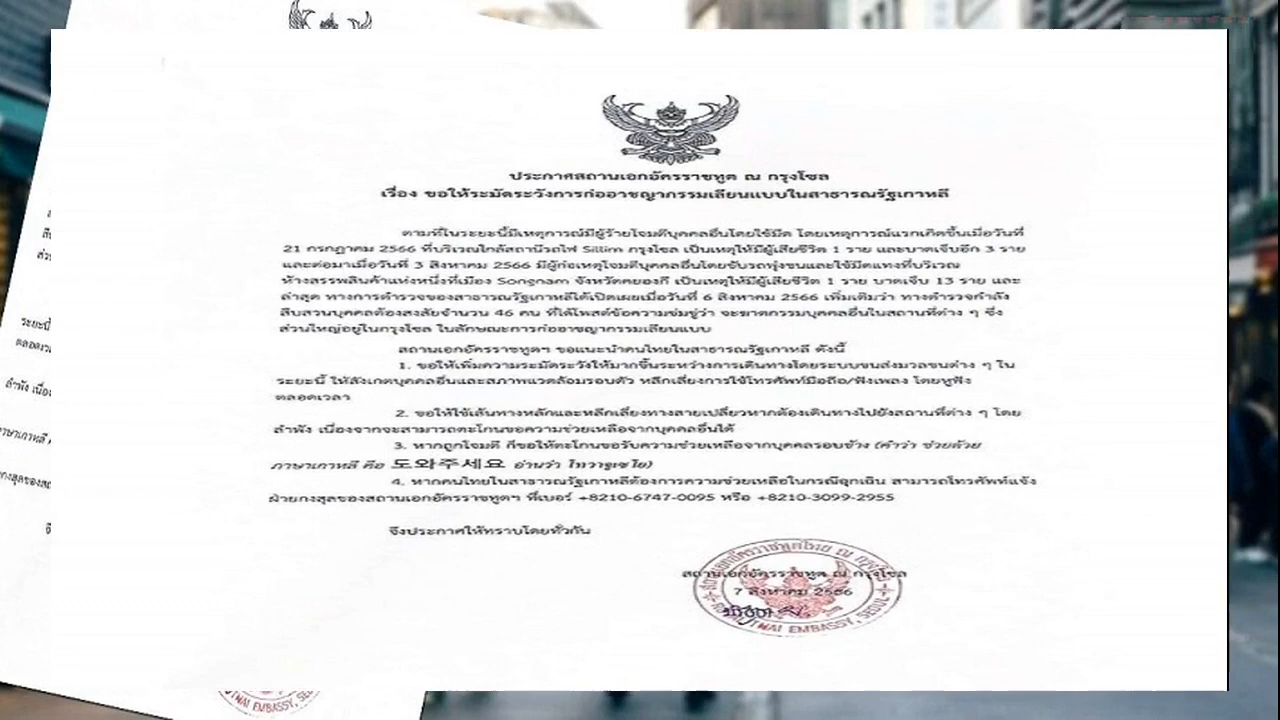 ประกาศสถานเอกอัครราชทูต ณ กรุงโซล
เรื่อง ขอให้ระมัดระวังการก่ออาชญากรรมเลียนแบบในสาธารณรัฐเกาหลี
ตามที่ในระยะนี้มีเหตุการณ์มีผู้ร้ายโจมตีบุคคลอื่นโดยใช้มีด โดยเหตุการณ์แรกเกิดขึ้นเมื่อวันที่
21 กรกฎาคม 2566 ที่บริเวณใกล้สถานีรถไฟ Sillim กรุงโซล เป็นเหตุให้มีผู้เสียชีวิต 1 ราย และบาดเจ็บอีก 3 ราย
และต่อมาเมื่อวันที่ 3 สิงหาคม 2566 มีผู้ก่อเหตุโจมตีบุคคลอื่นโดยขับรถพุ่งชนและใช้มีดแทงที่บริเวณ
ห้างสรรพสินค้าแห่งหนึ่งที่เมือง Songnam จังหวัดคยองกี เป็นเหตุให้มีผู้เสียชีวิต 1 ราย บาดเจ็บ 13 ราย และ
ล่าสุด ทางการตำรวจของสาธารณรัฐเกาหลีได้เปิดเผยเมื่อวันที่ 6 สิงหาคม 2566 เพิ่มเติมว่า ทางตำรวจกำลัง
สืบสวนบุคคลต้องสงสัยจำนวน 46 คน ที่ได้โพสต์ข้อความข่มขู่ว่า จะฆาตกรรมบุคคลอื่นในสถานที่ต่าง ๆ ซึ่ง
ส่วนใหญ่อยู่ในกรุงโซล ในลักษณะการก่ออาชญากรรมเลียนแบบ
สถานเอกอัครราชทูตฯ ขอแนะนำคนไทยในสาธารณรัฐเกาหลี ดังนี้
1. ขอให้เพิ่มความระมัดระวังให้มากขึ้นระหว่างการเดินทางโดยระบบขนส่งมวลชนต่าง ๆ ใน
ระยะนี้ ให้สังเกตบุคคลอื่นและสภาพแวดล้อมรอบตัว หลีกเลี่ยงการใช้โทรศัพท์มือถือ/ฟังเพลง โดยหูฟัง
ตลอดเวลา
2. ขอให้ใช้เส้นทางหลักและหลีกเลี่ยงทางสายเปลี่ยวหากต้องเดินทางไปยังสถานที่ต่าง ๆ โดย
ลำพัง เนื่องจากจะสามารถตะโกนขอความช่วยเหลือจากบุคคลอื่นได้
3. หากถูกโจมตี ก็ขอให้ตะโกนขอรับความช่วยเหลือจากบุคคลรอบข้าง (คำว่า ช่วยด้วย
ภาษาเกาหลี คือ 도와주세요 อ่านว่า โทวาจูเซโย)
4. หากคนไทยในสาธารณรัฐเกาหลีต้องการความช่วยเหลือในกรณีฉุกเฉิน สามารถโทรศัพท์แจ้ง
ฝ่ายกงสุลของสถานเอกอัครราชทูตฯ ที่เบอร์ +8210-6747-0095 หรือ +8210-3099-2955
จึงประกาศให้ทราบโดยทั่วกัน
สถานเอกอัครราชทูต ณ กรุงโซล
7 สิงหาคม 2566
THAI EMBASSY, SEOUL